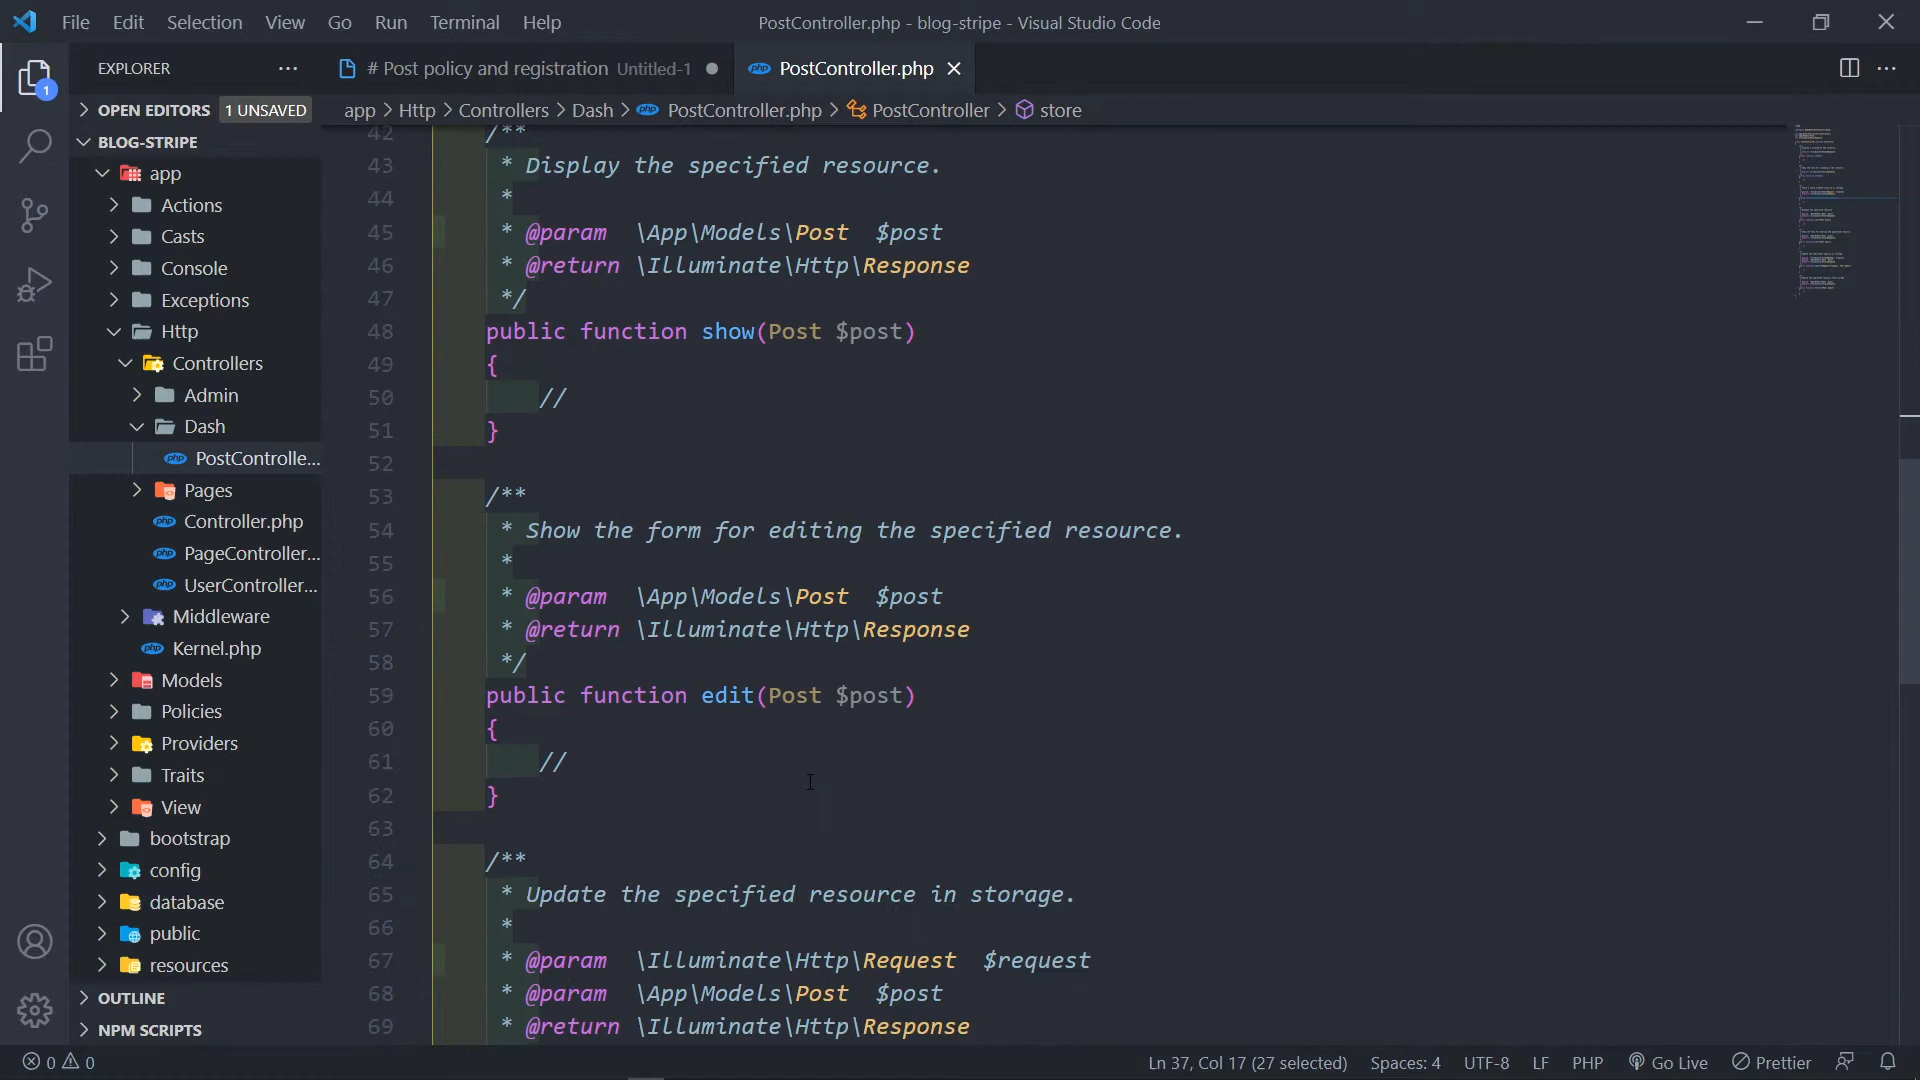 File Edit Selection View Go Run Terminal Help
PostController.php - blog-stripe - Visual Studio Code
EXPLORER
# Post policy and registration Untitled-1
php PostController.php
1
OPEN EDITORS 1 UNSAVED
app > Http > Controllers > Dash > php PostController.php > PostController > store
BLOG-STRIPE
app
Actions
Casts
Console
Exceptions
Http
Controllers
Admin
Dash
php PostControlle...
Pages
php Controller.php
php PageController...
php UserController...
Middleware
php Kernel.php
Models
Policies
Providers
Traits
View
bootstrap
config
database
public
resources
OUTLINE
NPM SCRIPTS
42 /**
43 * Display the specified resource.
44 *
45 * @param \App\Models\Post $post
46 * @return \Illuminate\Http\Response
47 */
48 public function show(Post $post)
49 {
50 //
51 }
52
53 /**
54 * Show the form for editing the specified resource.
55 *
56 * @param \App\Models\Post $post
57 * @return \Illuminate\Http\Response
58 */
59 public function edit(Post $post)
60 {
61 //
62 }
63
64 /**
65 * Update the specified resource in storage.
66 *
67 * @param \Illuminate\Http\Request $request
68 * @param \App\Models\Post $post
69 * @return \Illuminate\Http\Response
0 0
Ln 37, Col 17 (27 selected) Spaces: 4 UTF-8 LF PHP Go Live Prettier